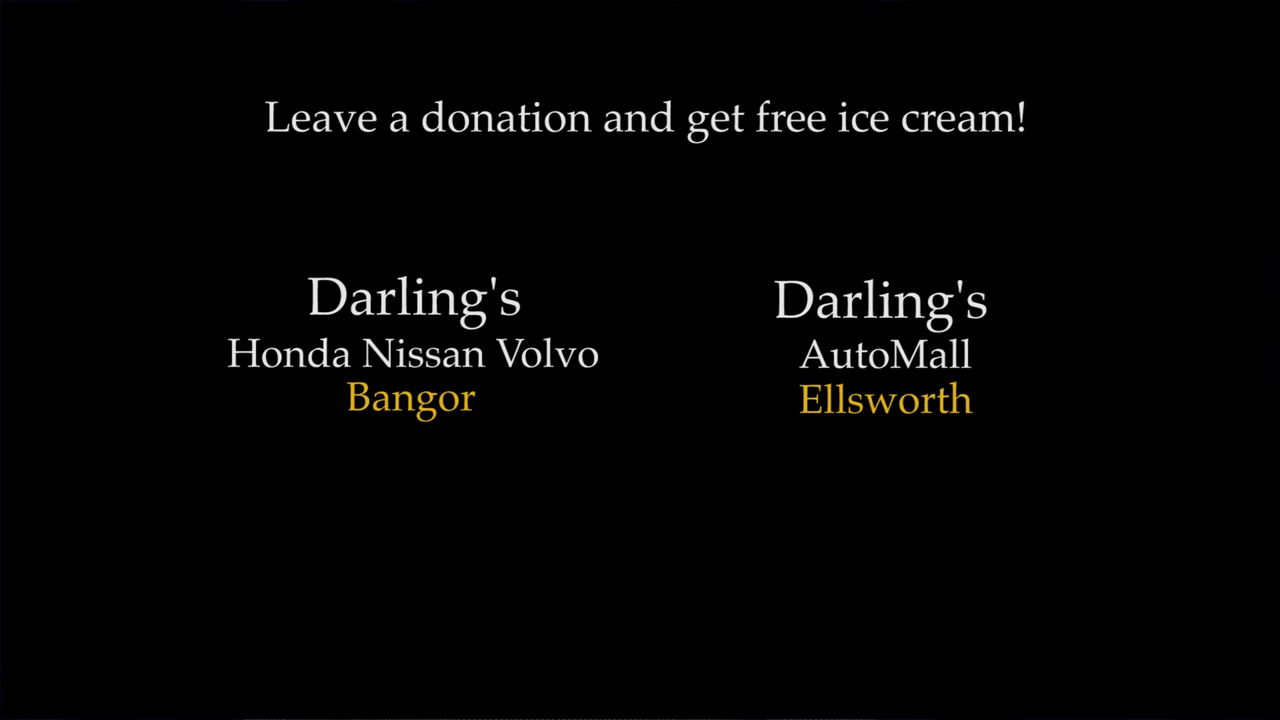 Leave a donation and get free ice cream!
Darling's
Honda Nissan Volvo
Bangor
Darling's
AutoMall
Ellsworth